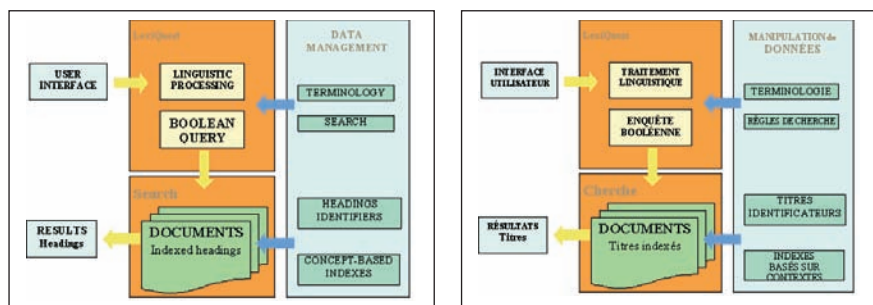 LexiQuest
DATA
MANAGEMENT
USER
INTERFACE
LINGUISTIC
PROCESSING
TERMINOLOGY
BOOLEAN
QUERY
SEARCH
Search
HEADINGS
IDENTIFIERS
RESULTS
Headings
DOCUMENTS
Indexed headings
CONCEPT-BASED
INDEXES
LexiQuest
MANIPULATION de
DONNÉES
INTERFACE
UTILISATEUR
TRAITEMENT
LINGUISTIQUE
TERMINOLOGIE
ENQUÊTE
BOOLÉENNE
RÈGLES DE CHERCHE
Cherche
TITRES
IDENTIFICATEURS
RÉSULTATS
Titres
DOCUMENTS
Titres indexés
INDEXES
BASÉS SUR
CONTEXTES